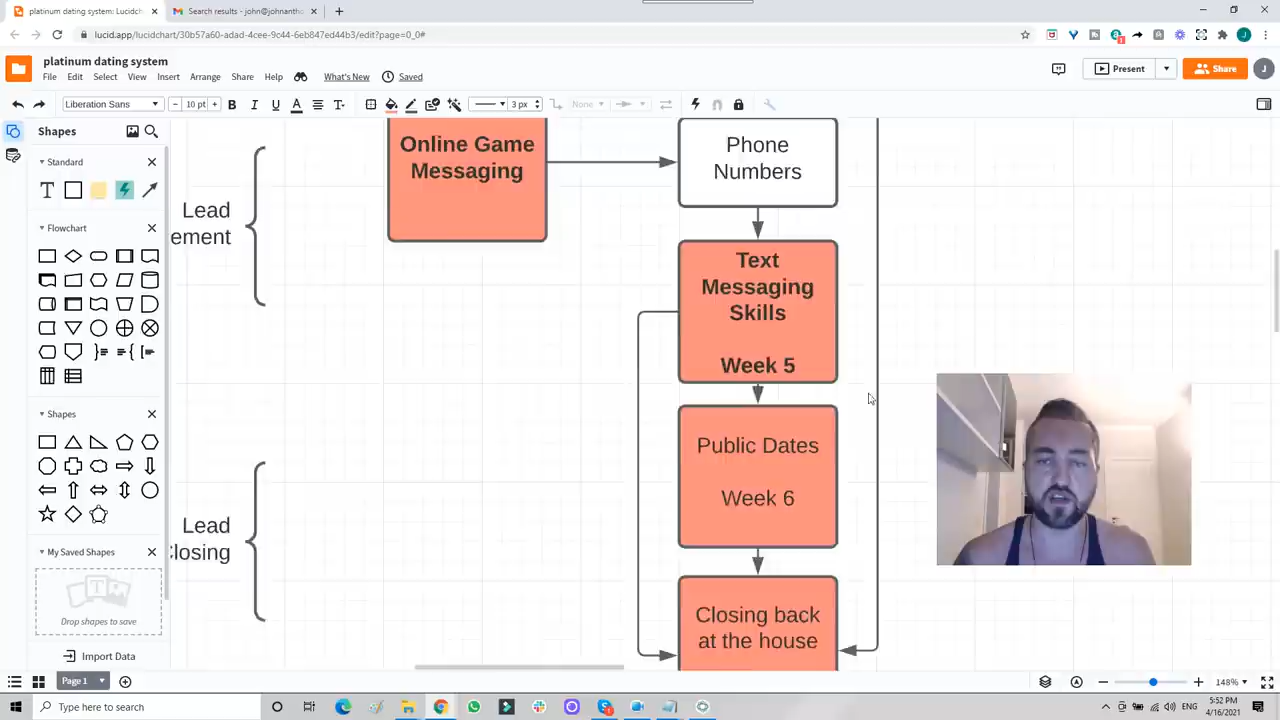 platinum dating system: Lucidch
Search results - john@johnantho
lucid.app/lucidchart/30b57a60-adad-4cee-9c44-6eb847ed44b3/edit?page=0_0#
platinum dating system
File Edit Select View Insert Arrange Share Help What's New Saved
Present
Share
J
Liberation Sans
10 pt
B I U A T
3 px
None
Shapes
Standard
T
Flowchart
Shapes
My Saved Shapes
Drop shapes to save
Import Data
Online Game
Messaging
Phone
Numbers
Lead
ement
Text
Messaging
Skills
Week 5
Public Dates
Week 6
Lead
Closing
Closing back
at the house
Page 1
148%
Type here to search
5:52 PM
4/16/2021